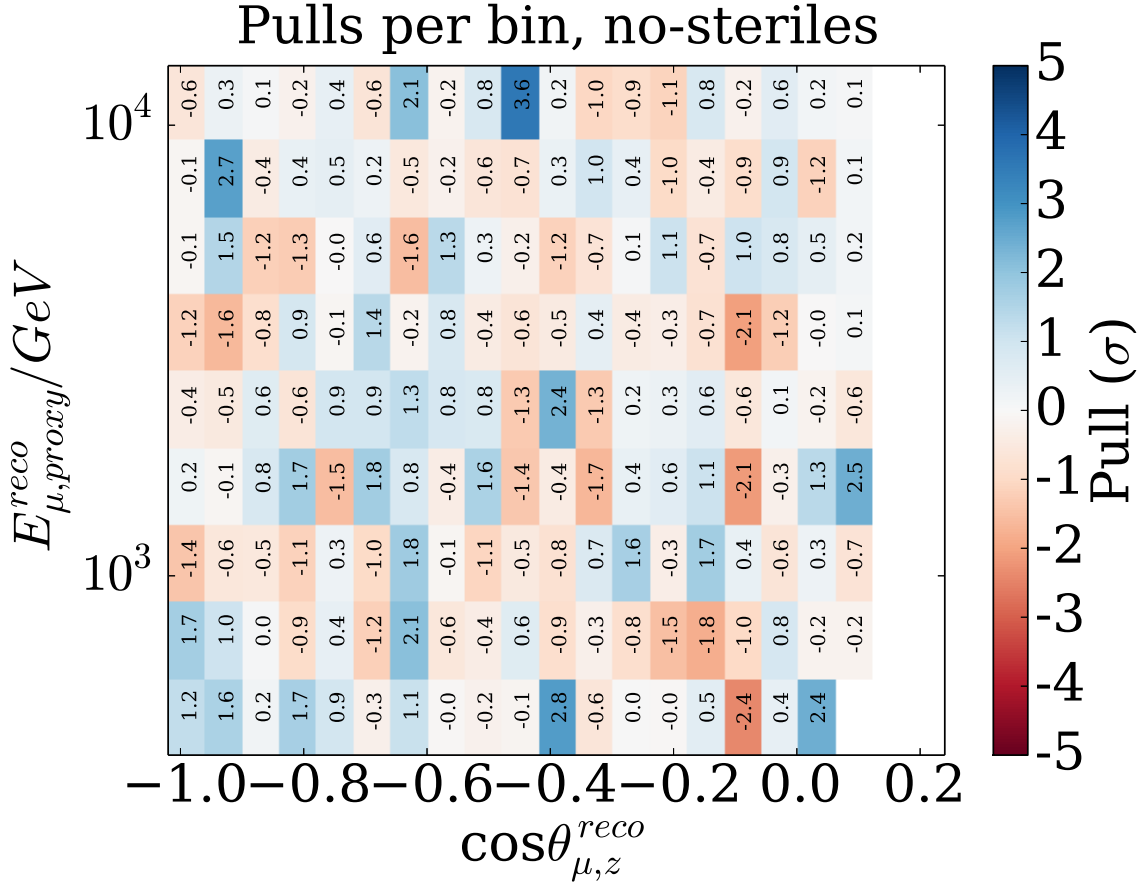 Pulls per bin, no-steriles
-0.6 0.3 0.1 -0.2 0.4 -0.6 2.1 -0.2 0.8 3.6 0.2 -1.0 -0.9 -1.1 0.8 -0.2 0.6 0.2 0.1
-0.1 2.7 -0.4 0.4 0.5 0.2 -0.5 -0.2 -0.6 -0.7 0.3 1.0 0.4 -1.0 -0.4 -0.9 0.9 -1.2 0.1
-0.1 1.5 -1.2 -1.3 -0.0 0.6 -1.6 1.3 0.3 -0.2 -1.2 -0.7 0.1 1.1 -0.7 1.0 0.8 0.5 0.2
-1.2 -1.6 -0.8 0.9 -0.1 1.4 -0.2 0.8 -0.4 -0.6 -0.5 0.4 -0.4 -0.3 -0.7 -2.1 -1.2 -0.0 0.1
-0.4 -0.5 0.6 -0.6 0.9 0.9 1.3 0.8 0.8 -1.3 2.4 -1.3 0.2 0.3 0.6 -0.6 0.1 -0.2 -0.6
0.2 -0.1 0.8 1.7 -1.5 1.8 0.8 -0.4 1.6 -1.4 -0.4 -1.7 0.4 0.6 1.1 -2.1 -0.3 1.3 2.5
-1.4 -0.6 -0.5 -1.1 0.3 -1.0 1.8 -0.1 -1.1 -0.5 -0.8 0.7 1.6 -0.3 1.7 0.4 -0.6 0.3 -0.7
1.7 1.0 0.0 -0.9 0.4 -1.2 2.1 -0.6 -0.4 0.6 -0.9 -0.3 -0.8 -1.5 -1.8 -1.0 0.8 -0.2 -0.2
1.2 1.6 0.2 1.7 0.9 -0.3 1.1 -0.0 -0.2 -0.1 2.8 -0.6 0.0 -0.0 0.5 -2.4 0.4 2.4
10⁴
10³
E^{reco}_{μ,proxy}/GeV
−1.0 −0.8 −0.6 −0.4 −0.2 0.0 0.2
cosθ^{reco}_{μ,z}
5
4
3
2
1
0
-1
-2
-3
-4
-5
Pull (σ)